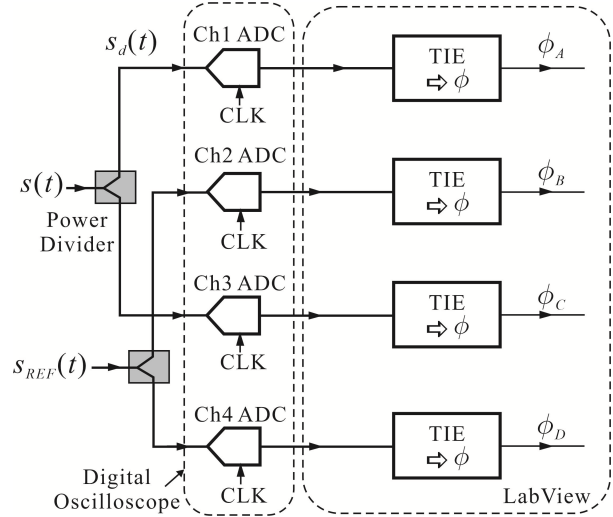 s_d(t)
Ch1 ADC
CLK
TIE
⇨ ϕ
ϕ_A
s(t)
Power
Divider
Ch2 ADC
CLK
TIE
⇨ ϕ
ϕ_B
Ch3 ADC
CLK
TIE
⇨ ϕ
ϕ_C
s_REF(t)
Ch4 ADC
CLK
TIE
⇨ ϕ
ϕ_D
Digital
Oscilloscope
LabView